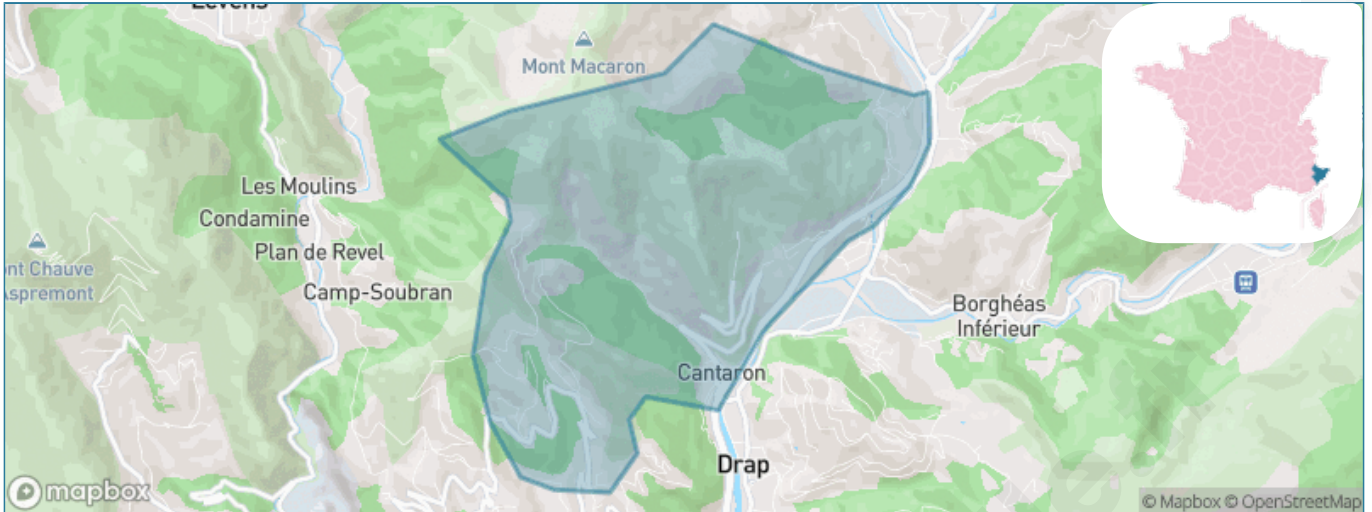 Levens
Mont Macaron
Les Moulins
Condamine
Plan de Revel
ont Chauve
Aspremont
Camp-Soubran
Borghéas
Inférieur
Cantaron
Drap
mapbox
© Mapbox © OpenStreetMap